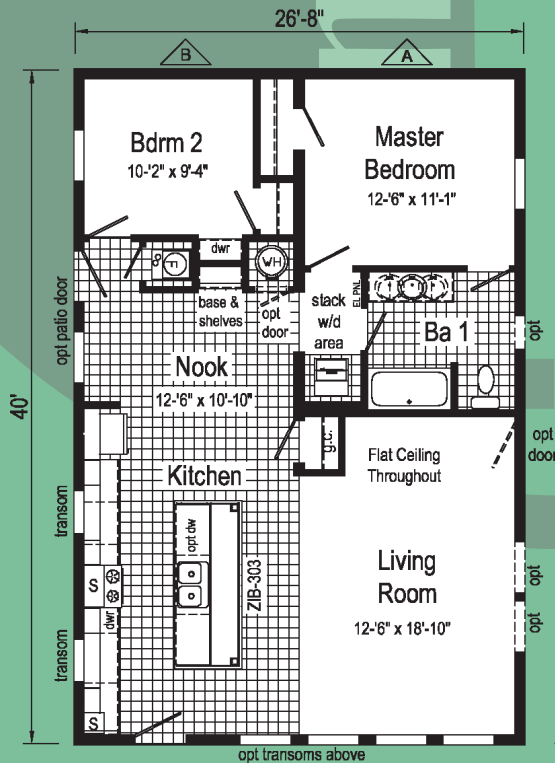 26'-8"
B
A
Bdrm 2
10-'2" x 9'-4"
Master
Bedroom
12-'6" x 11'-1"
40'
opt patio door
F
dwr
WH
base &
shelves
opt
door
stack
w/d
area
EL PNL
Ba 1
opt
Nook
12-'6" x 10'-10"
g.c.
Flat Ceiling
Throughout
opt
door
Kitchen
transom
opt dw
ZIB-303
S
dwr
Living
Room
12-'6" x 18'-10"
opt
opt
transom
S
opt transoms above